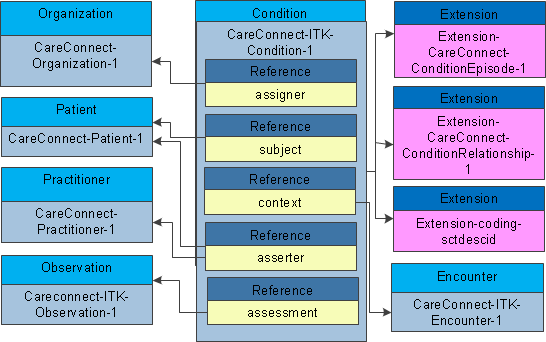 Organization
CareConnect-
Organization-1
Patient
CareConnect-Patient-1
Practitioner
CareConnect-
Practitioner-1
Observation
Careconnect-ITK-
Observation-1
Condition
CareConnect-ITK-
Condition-1
Reference
assigner
Reference
subject
Reference
context
Reference
asserter
Reference
assessment
Extension
Extension-
CareConnect-
ConditionEpisode-1
Extension
Extension-
CareConnect-
ConditionRelationship-
1
Extension
Extension-coding-
sctdescid
Encounter
CareConnect-ITK-
Encounter-1